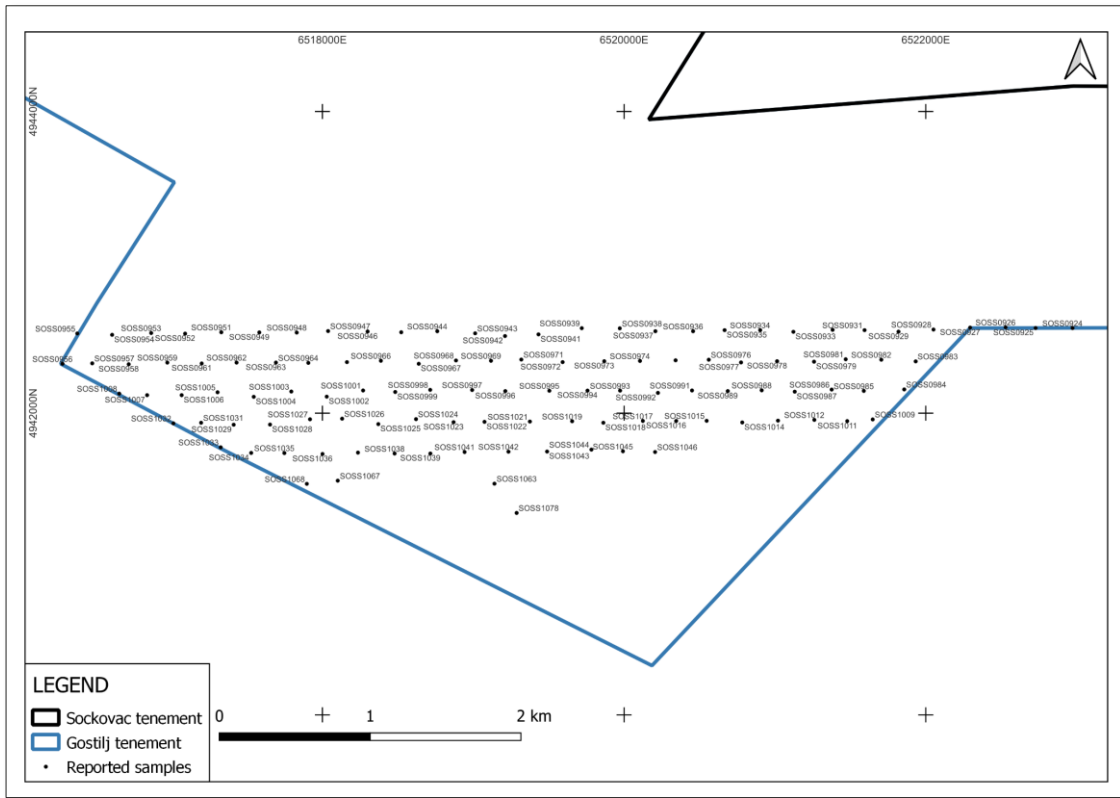 6518000E 6520000E 6522000E
4944000N
4942000N
SOSS0955 SOSS0953 SOSS0951 SOSS0948 SOSS0947 SOSS0944 SOSS0943 SOSS0939 SOSS0938 SOSS0936 SOSS0934 SOSS0931 SOSS0928 SOSS0926 SOSS0924
SOSS0954 SOSS0952 SOSS0949 SOSS0946 SOSS0942 SOSS0941 SOSS0937 SOSS0935 SOSS0933 SOSS0929 SOSS0927 SOSS0925
SOSS0956 SOSS0957 SOSS0959 SOSS0962 SOSS0964 SOSS0966 SOSS0968 SOSS0969 SOSS0971 SOSS0974 SOSS0976 SOSS0981 SOSS0982 SOSS0983
SOSS0958 SOSS0961 SOSS0963 SOSS0967 SOSS0972 SOSS0973 SOSS0977 SOSS0978 SOSS0979
SOSS1008 SOSS1005 SOSS1003 SOSS1001 SOSS0998 SOSS0997 SOSS0995 SOSS0993 SOSS0991 SOSS0988 SOSS0986 SOSS0985 SOSS0984
SOSS1007 SOSS1006 SOSS1004 SOSS1002 SOSS0999 SOSS0996 SOSS0994 SOSS0992 SOSS0989 SOSS0987
SOSS1032 SOSS1031 SOSS1027 SOSS1026 SOSS1024 SOSS1021 SOSS1019 SOSS1017 SOSS1015 SOSS1012 SOSS1009
SOSS1029 SOSS1028 SOSS1025 SOSS1023 SOSS1022 SOSS1018 SOSS1016 SOSS1014 SOSS1011
SOSS1033 SOSS1035 SOSS1038 SOSS1041 SOSS1042 SOSS1044 SOSS1045 SOSS1046
SOSS1034 SOSS1036 SOSS1039 SOSS1043
SOSS1068 SOSS1067 SOSS1063
SOSS1078
LEGEND
Sockovac tenement
Gostilj tenement
Reported samples
0 1 2 km